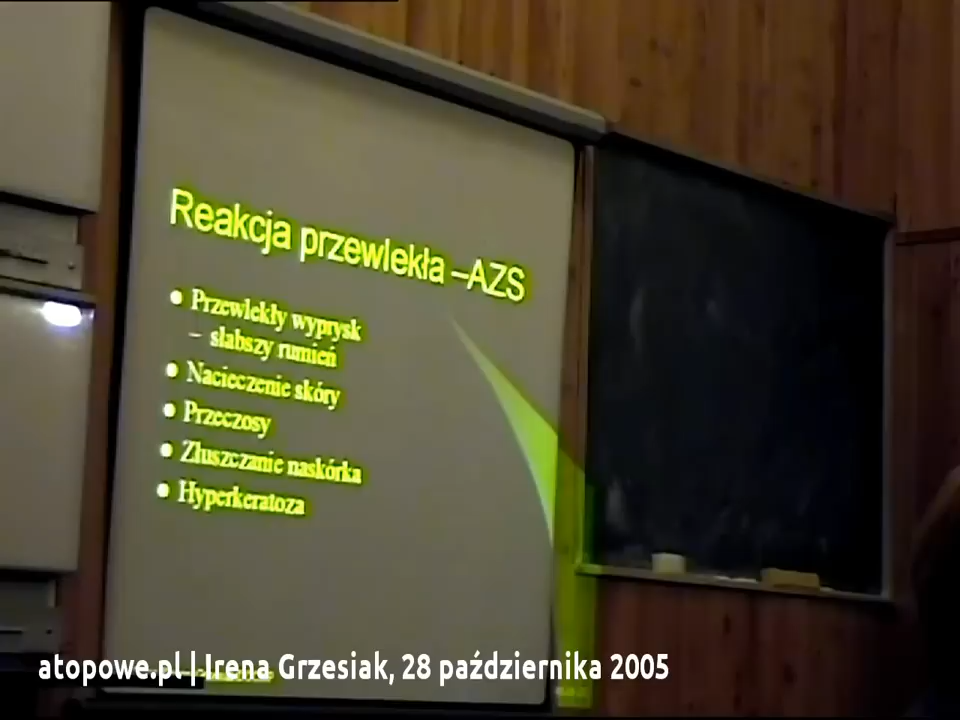 Reakcja przewlekła –AZS
● Przewlekły wyprysk
– słabszy rumień
● Nacieczenie skóry
● Przeczosy
● Złuszczanie naskórka
● Hyperkeratoza
atopowe.pl | Irena Grzesiak, 28 października 2005